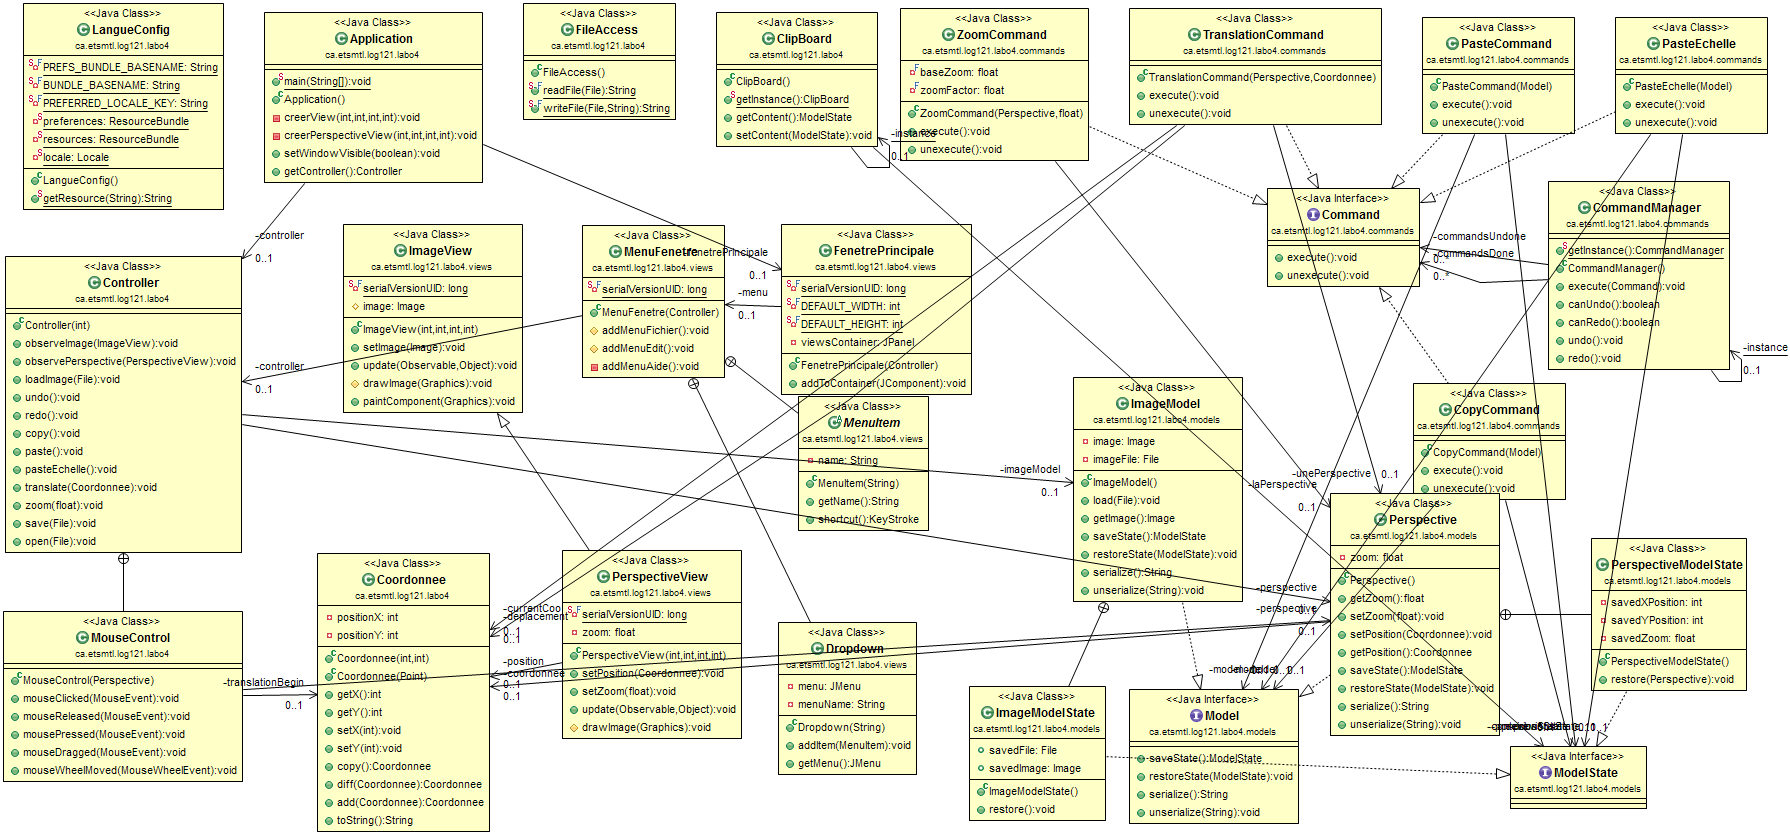 <<Java Class>>
LangueConfig
ca.etsmtl.log121.labo4
PREFS_BUNDLE_BASENAME: String
BUNDLE_BASENAME: String
PREFERRED_LOCALE_KEY: String
preferences: ResourceBundle
resources: ResourceBundle
locale: Locale
LangueConfig()
getResource(String):String
<<Java Class>>
Application
ca.etsmtl.log121.labo4
main(String[]):void
Application()
creerView(int,int,int,int):void
creerPerspectiveView(int,int,int,int):void
setWindowVisible(boolean):void
getController():Controller
<<Java Class>>
FileAccess
ca.etsmtl.log121.labo4
FileAccess()
readFile(File):String
writeFile(File,String):String
<<Java Class>>
ClipBoard
ca.etsmtl.log121.labo4
ClipBoard()
getInstance():ClipBoard
getContent():ModelState
setContent(ModelState):void
-instance
0..1
<<Java Class>>
ZoomCommand
ca.etsmtl.log121.labo4.commands
baseZoom: float
zoomFactor: float
ZoomCommand(Perspective,float)
execute():void
unexecute():void
<<Java Class>>
TranslationCommand
ca.etsmtl.log121.labo4.commands
TranslationCommand(Perspective,Coordonnee)
execute():void
unexecute():void
<<Java Class>>
PasteCommand
ca.etsmtl.log121.labo4.commands
PasteCommand(Model)
execute():void
unexecute():void
<<Java Class>>
PasteEchelle
ca.etsmtl.log121.labo4.commands
PasteEchelle(Model)
execute():void
unexecute():void
<<Java Interface>>
Command
ca.etsmtl.log121.labo4.commands
execute():void
unexecute():void
-commandsUndone
0..*
-commandsDone
0..*
<<Java Class>>
CommandManager
ca.etsmtl.log121.labo4.commands
getInstance():CommandManager
CommandManager()
execute(Command):void
canUndo():boolean
canRedo():boolean
undo():void
redo():void
-instance
0..1
-controller
0..1
<<Java Class>>
Controller
ca.etsmtl.log121.labo4
Controller(int)
observeImage(ImageView):void
observePerspective(PerspectiveView):void
loadImage(File):void
undo():void
redo():void
copy():void
paste():void
pasteEchelle():void
translate(Coordonnee):void
zoom(float):void
save(File):void
open(File):void
-controller
0..1
<<Java Class>>
ImageView
ca.etsmtl.log121.labo4.views
serialVersionUID: long
image: Image
ImageView(int,int,int,int)
setImage(Image):void
update(Observable,Object):void
drawImage(Graphics):void
paintComponent(Graphics):void
<<Java Class>>
MenuFenetre
ca.etsmtl.log121.labo4.views
serialVersionUID: long
MenuFenetre(Controller)
addMenuFichier():void
addMenuEdit():void
addMenuAide():void
0..1
-menu
0..1
<<Java Class>>
FenetrePrincipale
ca.etsmtl.log121.labo4.views
serialVersionUID: long
DEFAULT_WIDTH: int
DEFAULT_HEIGHT: int
viewsContainer: JPanel
FenetrePrincipale(Controller)
addToContainer(JComponent):void
<<Java Class>>
MenuItem
ca.etsmtl.log121.labo4.views
name: String
MenuItem(String)
getName():String
shortcut():KeyStroke
-imageModel
0..1
<<Java Class>>
ImageModel
ca.etsmtl.log121.labo4.models
image: Image
imageFile: File
ImageModel()
load(File):void
getImage():Image
saveState():ModelState
restoreState(ModelState):void
serialize():String
unserialize(String):void
<<Java Class>>
CopyCommand
ca.etsmtl.log121.labo4.commands
CopyCommand(Model)
execute():void
unexecute():void
-unePerspective
0..1
-laPerspective
0..1
<<Java Class>>
Perspective
ca.etsmtl.log121.labo4.models
zoom: float
Perspective()
getZoom():float
setZoom(float):void
setPosition(Coordonnee):void
getPosition():Coordonnee
saveState():ModelState
restoreState(ModelState):void
serialize():String
unserialize(String):void
-perspective
-perspective
0..1
<<Java Class>>
PerspectiveModelState
ca.etsmtl.log121.labo4.models
savedXPosition: int
savedYPosition: int
savedZoom: float
PerspectiveModelState()
restore(Perspective):void
<<Java Class>>
MouseControl
ca.etsmtl.log121.labo4
MouseControl(Perspective)
mouseClicked(MouseEvent):void
mouseReleased(MouseEvent):void
mousePressed(MouseEvent):void
mouseDragged(MouseEvent):void
mouseWheelMoved(MouseWheelEvent):void
-translationBegin
0..1
<<Java Class>>
Coordonnee
ca.etsmtl.log121.labo4
positionX: int
positionY: int
Coordonnee(int,int)
Coordonnee(Point)
getX():int
getY():int
setX(int):void
setY(int):void
copy():Coordonnee
diff(Coordonnee):Coordonnee
add(Coordonnee):Coordonnee
toString():String
-deplacement
0..1
0..1
-position
-coordonnee
0..1
0..1
<<Java Class>>
PerspectiveView
ca.etsmtl.log121.labo4.views
serialVersionUID: long
zoom: float
PerspectiveView(int,int,int,int)
setPosition(Coordonnee):void
setZoom(float):void
update(Observable,Object):void
drawImage(Graphics):void
<<Java Class>>
Dropdown
ca.etsmtl.log121.labo4.views
menu: JMenu
menuName: String
Dropdown(String)
addItem(MenuItem):void
getMenu():JMenu
<<Java Class>>
ImageModelState
ca.etsmtl.log121.labo4.models
savedFile: File
savedImage: Image
ImageModelState()
restore():void
<<Java Interface>>
Model
ca.etsmtl.log121.labo4.models
saveState():ModelState
restoreState(ModelState):void
serialize():String
unserialize(String):void
<<Java Interface>>
ModelState
ca.etsmtl.log121.labo4.models